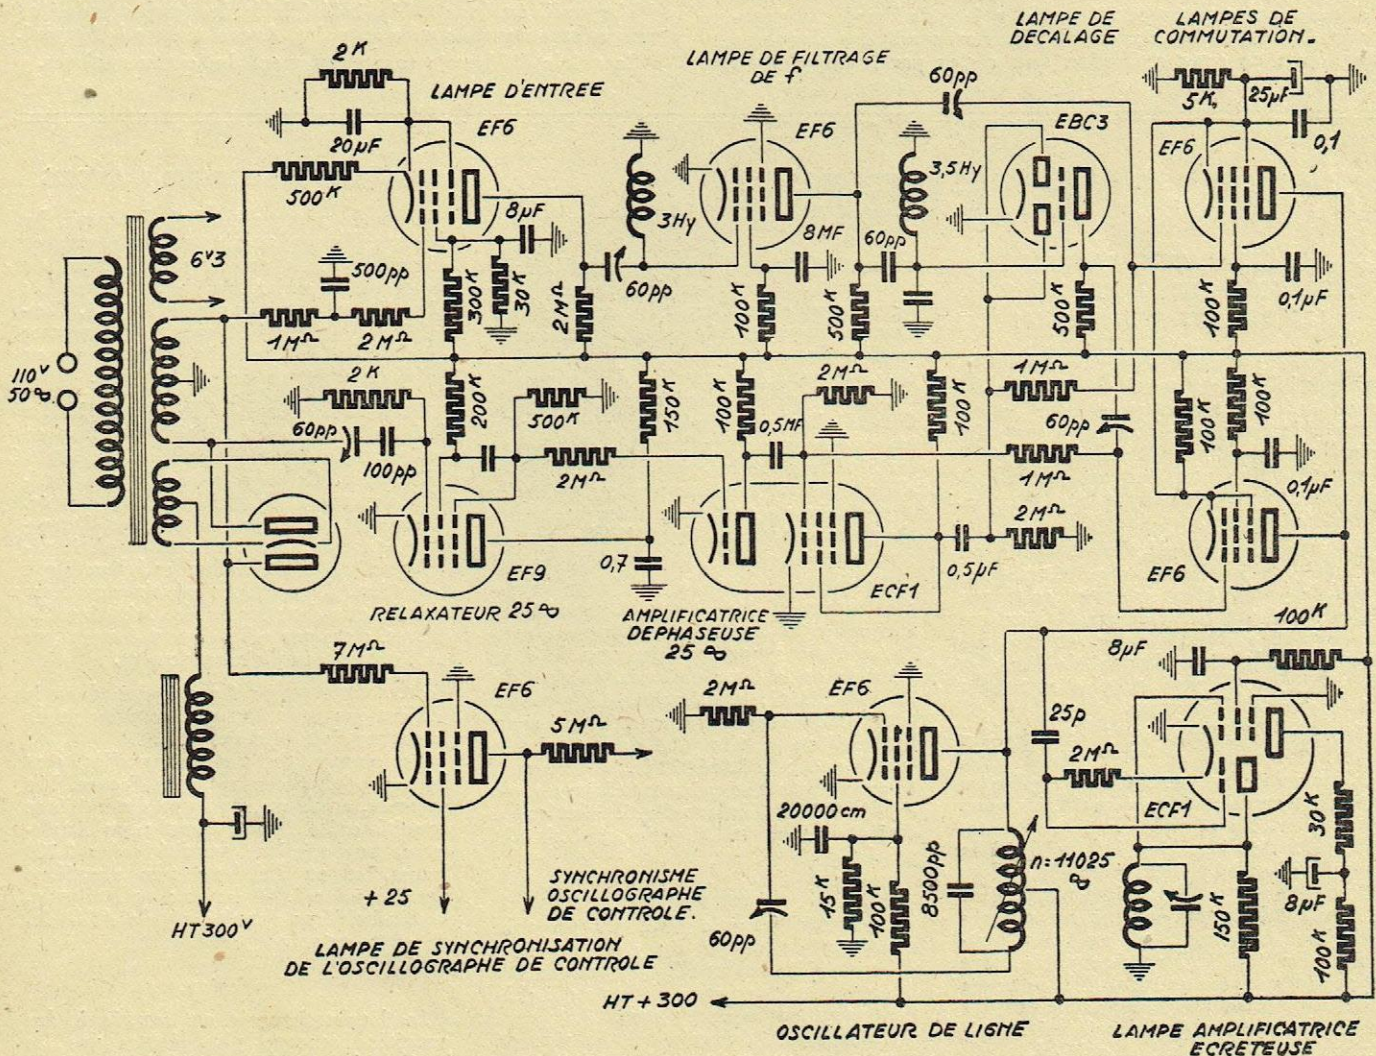 LAMPE DE
DECALAGE
LAMPES DE
COMMUTATION.
2K
LAMPE D'ENTREE
LAMPE DE FILTRAGE
DE f
60pp
5K
25µF
0,1
20µF
EF6
EF6
EBC3
EF6
500K
8µF
3Hy
8MF
3,5Hy
60pp
6V3
500pp
300K
30K
2MΩ
60pp
100K
500K
500K
100K
0,1µF
1MΩ
2MΩ
110V
50∞
2K
200K
500K
150K
100K
2MΩ
100K
1MΩ
60pp
100K
100K
60pp
100pp
2MΩ
0,5MF
1MΩ
0,1µF
2MΩ
EF9
0,7
ECF1
0,5µF
EF6
RELAXATEUR 25∞
AMPLIFICATRICE
DEPHASEUSE
25∞
100K
7MΩ
8µF
EF6
5MΩ
2MΩ
EF6
25p
2MΩ
ECF1
30K
20000cm
n=11025
∞
SYNCHRONISME
OSCILLOGRAPHE
DE CONTROLE.
+25
15K
100K
8500pp
150K
8µF
100K
60pp
HT300V
LAMPE DE SYNCHRONISATION
DE L'OSCILLOGRAPHE DE CONTROLE
HT+300
OSCILLATEUR DE LIGNE
LAMPE AMPLIFICATRICE
ECRETEUSE